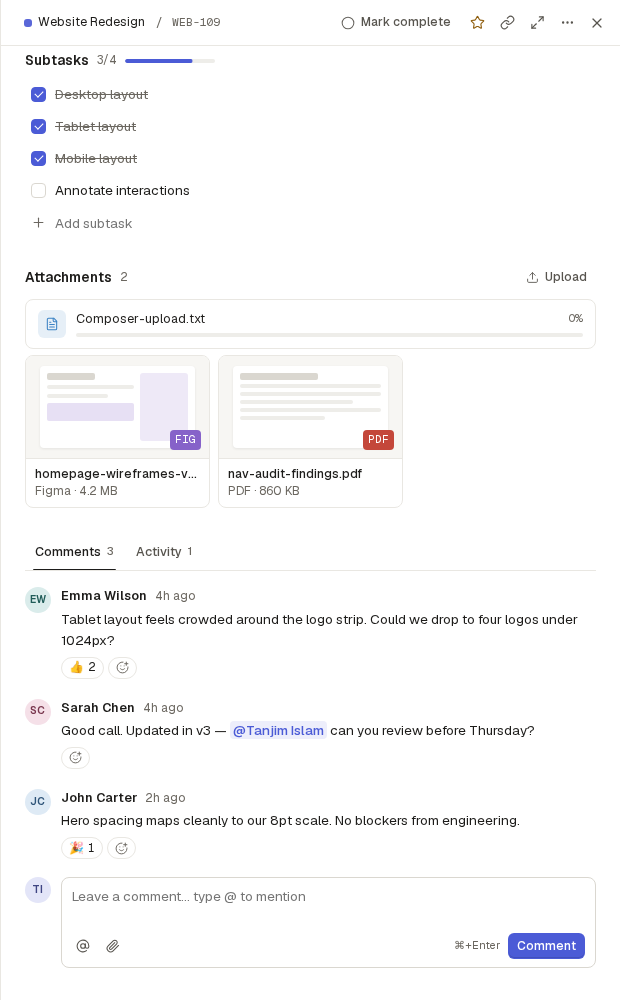 Website Redesign / WEB-109 Mark complete
Subtasks 3/4
Desktop layout
Tablet layout
Mobile layout
Annotate interactions
Add subtask
Attachments 2 Upload
Composer-upload.txt 0%
FIG
homepage-wireframes-v...
Figma · 4.2 MB
PDF
nav-audit-findings.pdf
PDF · 860 KB
Comments 3 Activity 1
EW Emma Wilson 4h ago
Tablet layout feels crowded around the logo strip. Could we drop to four logos under
1024px?
👍 2
SC Sarah Chen 4h ago
Good call. Updated in v3 — @Tanjim Islam can you review before Thursday?
JC John Carter 2h ago
Hero spacing maps cleanly to our 8pt scale. No blockers from engineering.
🎉 1
TI Leave a comment... type @ to mention
⌘+Enter Comment